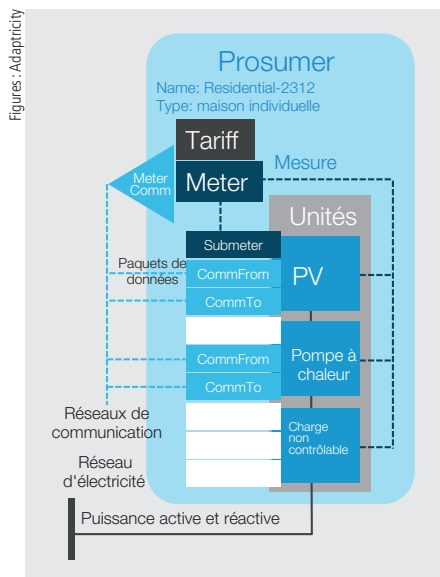 Figures : Adaptricity
Prosumer
Name: Residential-2312
Type: maison individuelle
Tariff
Meter
Comm
Meter
Mesure
Unités
Submeter
Paquets de
données
CommFrom
CommTo
PV
CommFrom
CommTo
Pompe à
chaleur
Charge
non
contrôlable
Réseaux de
communication
Réseau
d'électricité
Puissance active et réactive